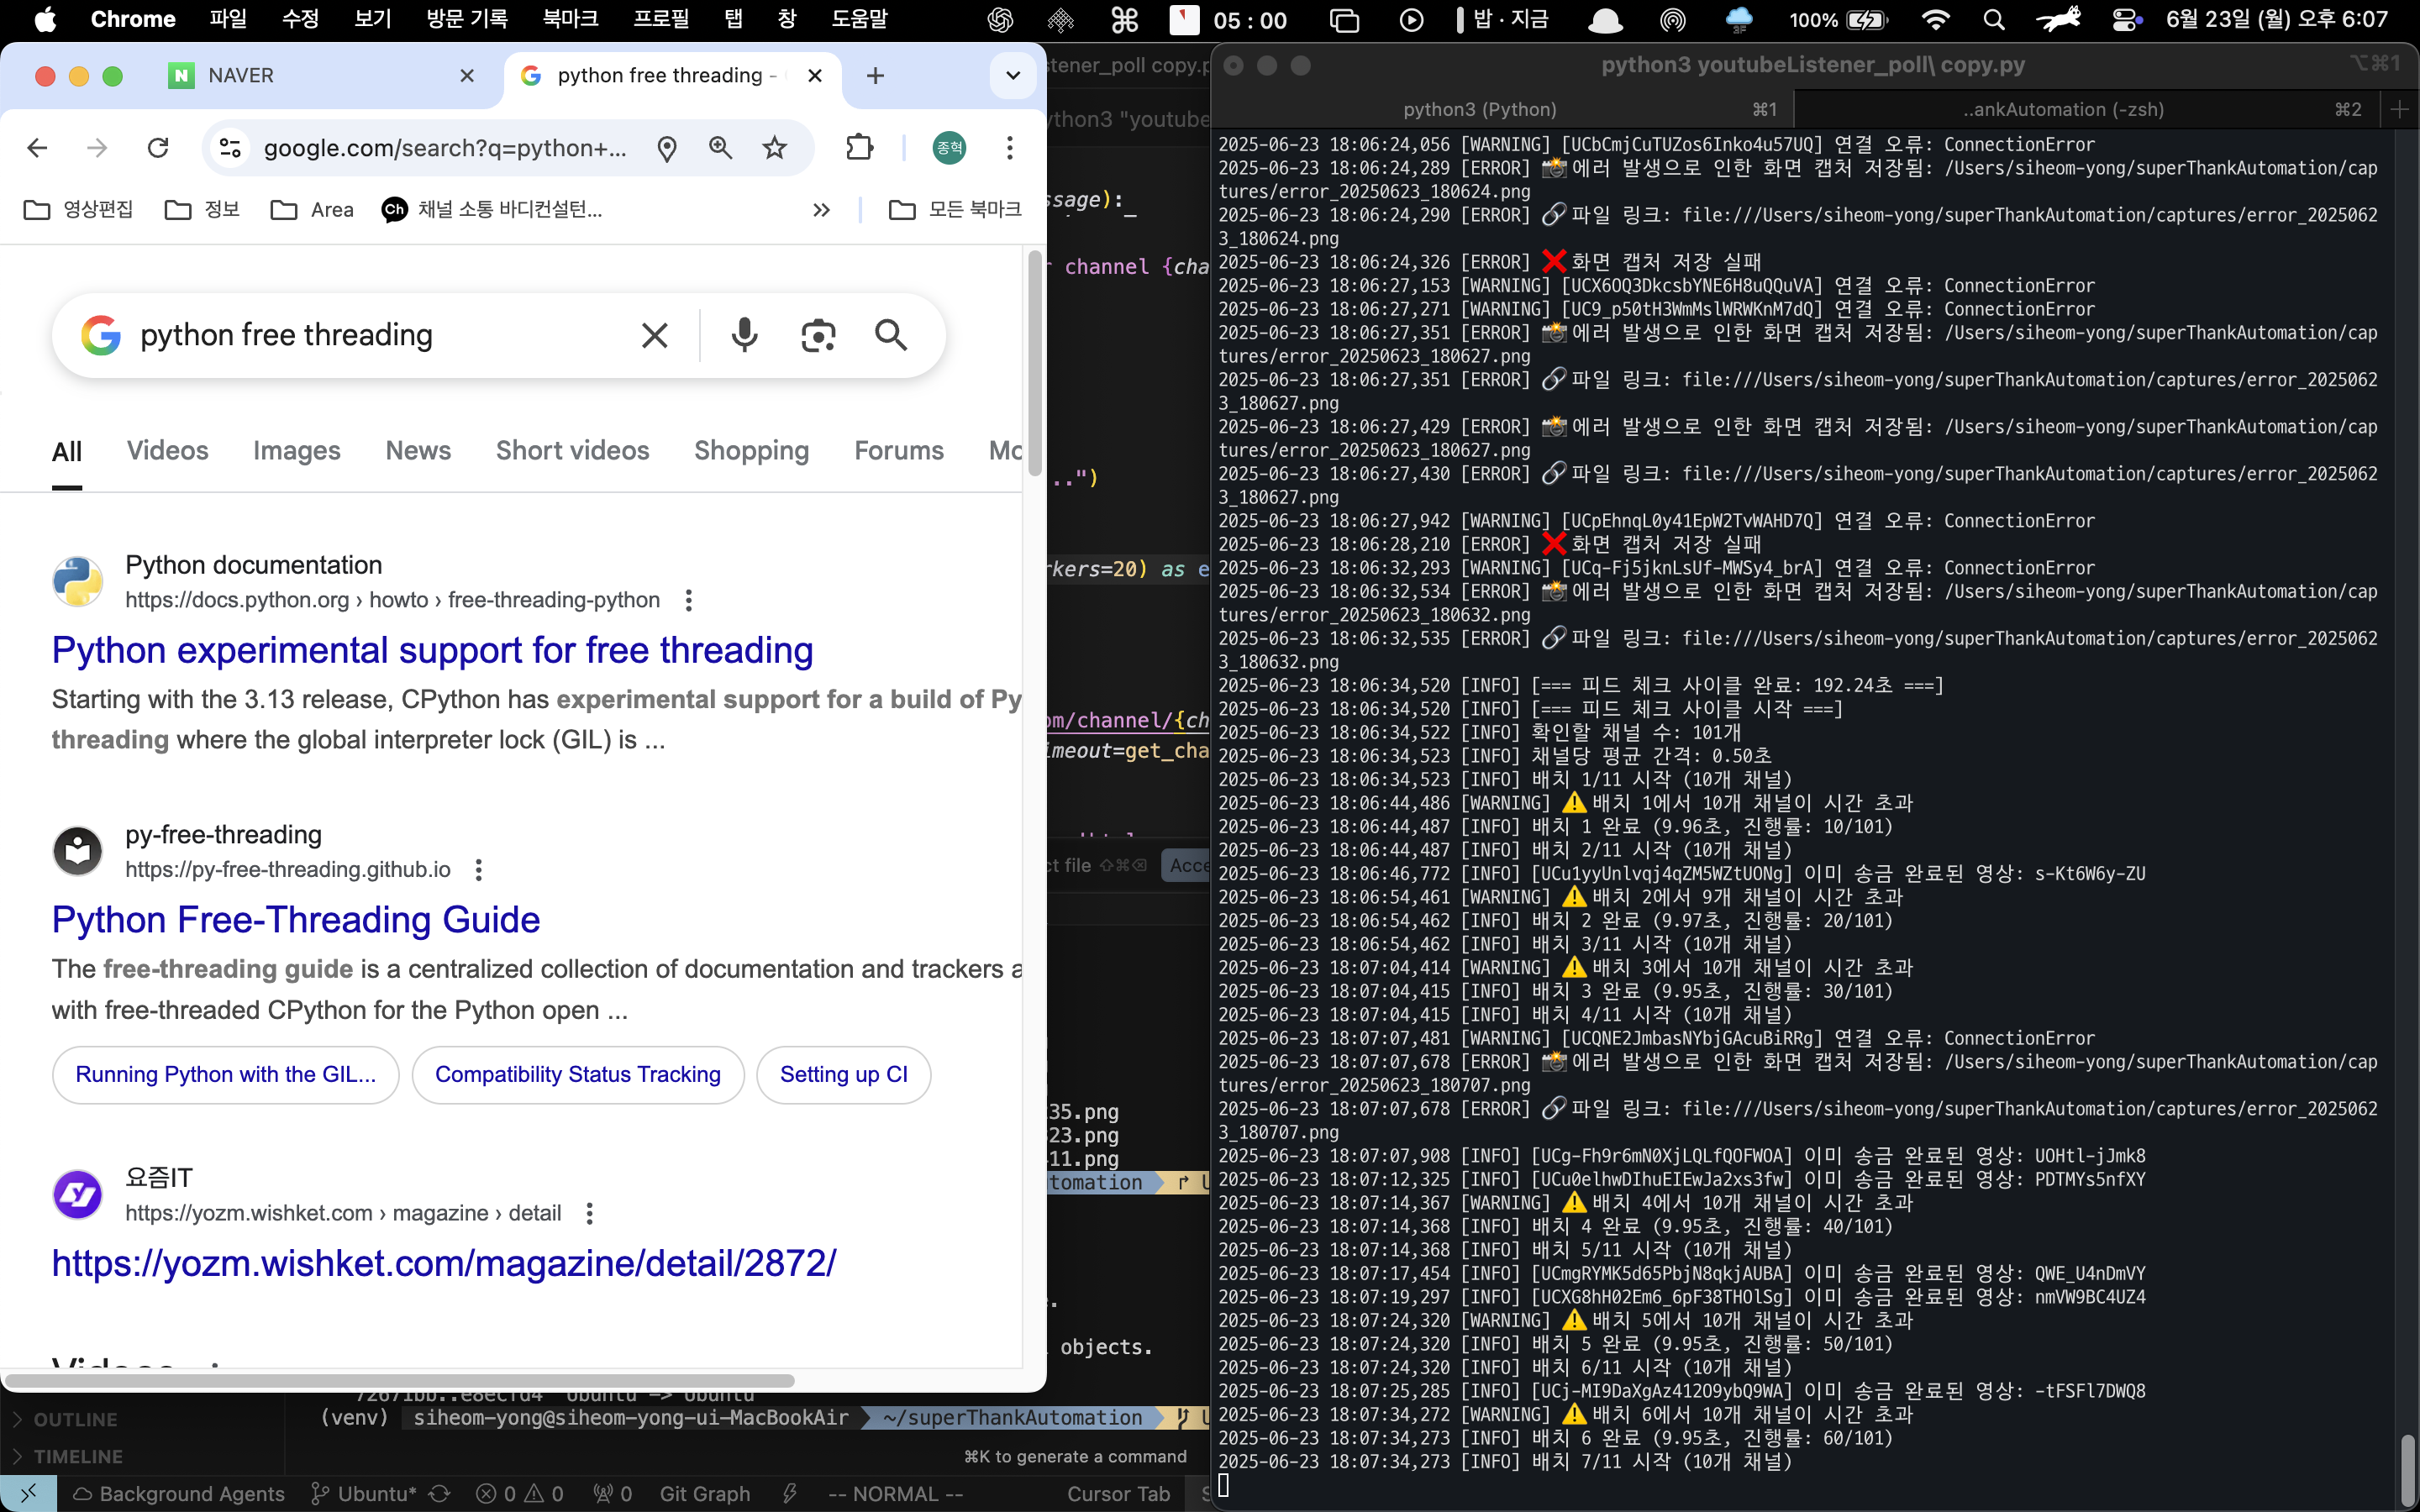 Chrome 파일 수정 보기 방문 기록 북마크 프로필 탭 창 도움말 05 : 00 밥 · 지금 100% 6월 23일 (월) 오후 6:07
NAVER
python free threading -
google.com/search?q=python+...
종혁
영상편집 정보 Area Ch 채널 소통 바디컨설턴... » 모든 북마크
python free threading
All Videos Images News Short videos Shopping Forums Mo
Python documentation
https://docs.python.org › howto › free-threading-python
Python experimental support for free threading
Starting with the 3.13 release, CPython has experimental support for a build of Py
threading where the global interpreter lock (GIL) is ...
py-free-threading
https://py-free-threading.github.io
Python Free-Threading Guide
The free-threading guide is a centralized collection of documentation and trackers a
with free-threaded CPython for the Python open ...
Running Python with the GIL... Compatibility Status Tracking Setting up CI
요즘IT
https://yozm.wishket.com › magazine › detail
https://yozm.wishket.com/magazine/detail/2872/
stener_poll copy.p
ython3 "youtube
ssage):
r channel {cha
..")
rkers=20) as e
om/channel/{ch
imeout=get_cha
ct file ⇧⌘⌫ Acce
35.png
23.png
11.png
tomation
objects.
(venv) siheom-yong@siheom-yong-ui-MacBookAir ~/superThankAutomation
OUTLINE
TIMELINE
⌘K to generate a command
Background Agents Ubuntu* 0 0 0 Git Graph -- NORMAL -- Cursor Tab
python3 youtubeListener_poll\ copy.py ⌥⌘1
python3 (Python) ⌘1 ..ankAutomation (-zsh) ⌘2
2025-06-23 18:06:24,056 [WARNING] [UCbCmjCuTUZos6Inko4u57UQ] 연결 오류: ConnectionError
2025-06-23 18:06:24,289 [ERROR] 📸에러 발생으로 인한 화면 캡처 저장됨: /Users/siheom-yong/superThankAutomation/cap
tures/error_20250623_180624.png
2025-06-23 18:06:24,290 [ERROR] 🔗파일 링크: file:///Users/siheom-yong/superThankAutomation/captures/error_2025062
3_180624.png
2025-06-23 18:06:24,326 [ERROR] ❌화면 캡처 저장 실패
2025-06-23 18:06:27,153 [WARNING] [UCX6OQ3DkcsbYNE6H8uQQuVA] 연결 오류: ConnectionError
2025-06-23 18:06:27,271 [WARNING] [UC9_p50tH3WmMslWRWKnM7dQ] 연결 오류: ConnectionError
2025-06-23 18:06:27,351 [ERROR] 📸에러 발생으로 인한 화면 캡처 저장됨: /Users/siheom-yong/superThankAutomation/cap
tures/error_20250623_180627.png
2025-06-23 18:06:27,351 [ERROR] 🔗파일 링크: file:///Users/siheom-yong/superThankAutomation/captures/error_2025062
3_180627.png
2025-06-23 18:06:27,429 [ERROR] 📸에러 발생으로 인한 화면 캡처 저장됨: /Users/siheom-yong/superThankAutomation/cap
tures/error_20250623_180627.png
2025-06-23 18:06:27,430 [ERROR] 🔗파일 링크: file:///Users/siheom-yong/superThankAutomation/captures/error_2025062
3_180627.png
2025-06-23 18:06:27,942 [WARNING] [UCpEhnqL0y41EpW2TvWAHD7Q] 연결 오류: ConnectionError
2025-06-23 18:06:28,210 [ERROR] ❌화면 캡처 저장 실패
2025-06-23 18:06:32,293 [WARNING] [UCq-Fj5jknLsUf-MWSy4_brA] 연결 오류: ConnectionError
2025-06-23 18:06:32,534 [ERROR] 📸에러 발생으로 인한 화면 캡처 저장됨: /Users/siheom-yong/superThankAutomation/cap
tures/error_20250623_180632.png
2025-06-23 18:06:32,535 [ERROR] 🔗파일 링크: file:///Users/siheom-yong/superThankAutomation/captures/error_2025062
3_180632.png
2025-06-23 18:06:34,520 [INFO] [=== 피드 체크 사이클 완료: 192.24초 ===]
2025-06-23 18:06:34,520 [INFO] [=== 피드 체크 사이클 시작 ===]
2025-06-23 18:06:34,522 [INFO] 확인할 채널 수: 101개
2025-06-23 18:06:34,523 [INFO] 채널당 평균 간격: 0.50초
2025-06-23 18:06:34,523 [INFO] 배치 1/11 시작 (10개 채널)
2025-06-23 18:06:44,486 [WARNING] ⚠️배치 1에서 10개 채널이 시간 초과
2025-06-23 18:06:44,487 [INFO] 배치 1 완료 (9.96초, 진행률: 10/101)
2025-06-23 18:06:44,487 [INFO] 배치 2/11 시작 (10개 채널)
2025-06-23 18:06:46,772 [INFO] [UCu1yyUnlvqj4qZM5WZtUONg] 이미 송금 완료된 영상: s-Kt6W6y-ZU
2025-06-23 18:06:54,461 [WARNING] ⚠️배치 2에서 9개 채널이 시간 초과
2025-06-23 18:06:54,462 [INFO] 배치 2 완료 (9.97초, 진행률: 20/101)
2025-06-23 18:06:54,462 [INFO] 배치 3/11 시작 (10개 채널)
2025-06-23 18:07:04,414 [WARNING] ⚠️배치 3에서 10개 채널이 시간 초과
2025-06-23 18:07:04,415 [INFO] 배치 3 완료 (9.95초, 진행률: 30/101)
2025-06-23 18:07:04,415 [INFO] 배치 4/11 시작 (10개 채널)
2025-06-23 18:07:07,481 [WARNING] [UCQNE2JmbasNYbjGAcuBiRRg] 연결 오류: ConnectionError
2025-06-23 18:07:07,678 [ERROR] 📸에러 발생으로 인한 화면 캡처 저장됨: /Users/siheom-yong/superThankAutomation/cap
tures/error_20250623_180707.png
2025-06-23 18:07:07,678 [ERROR] 🔗파일 링크: file:///Users/siheom-yong/superThankAutomation/captures/error_2025062
3_180707.png
2025-06-23 18:07:07,908 [INFO] [UCg-Fh9r6mN0XjLQLfQOFWOA] 이미 송금 완료된 영상: UOHtl-jJmk8
2025-06-23 18:07:12,325 [INFO] [UCu0elhwDIhuEIEwJa2xs3fw] 이미 송금 완료된 영상: PDTMYs5nfXY
2025-06-23 18:07:14,367 [WARNING] ⚠️배치 4에서 10개 채널이 시간 초과
2025-06-23 18:07:14,368 [INFO] 배치 4 완료 (9.95초, 진행률: 40/101)
2025-06-23 18:07:14,368 [INFO] 배치 5/11 시작 (10개 채널)
2025-06-23 18:07:17,454 [INFO] [UCmgRYMK5d65PbjN8qkjAUBA] 이미 송금 완료된 영상: QWE_U4nDmVY
2025-06-23 18:07:19,297 [INFO] [UCXG8hH02Em6_6pF38THOlSg] 이미 송금 완료된 영상: nmVW9BC4UZ4
2025-06-23 18:07:24,320 [WARNING] ⚠️배치 5에서 10개 채널이 시간 초과
2025-06-23 18:07:24,320 [INFO] 배치 5 완료 (9.95초, 진행률: 50/101)
2025-06-23 18:07:24,320 [INFO] 배치 6/11 시작 (10개 채널)
2025-06-23 18:07:25,285 [INFO] [UCj-MI9DaXgAz412O9ybQ9WA] 이미 송금 완료된 영상: -tFSFl7DWQ8
2025-06-23 18:07:34,272 [WARNING] ⚠️배치 6에서 10개 채널이 시간 초과
2025-06-23 18:07:34,273 [INFO] 배치 6 완료 (9.95초, 진행률: 60/101)
2025-06-23 18:07:34,273 [INFO] 배치 7/11 시작 (10개 채널)